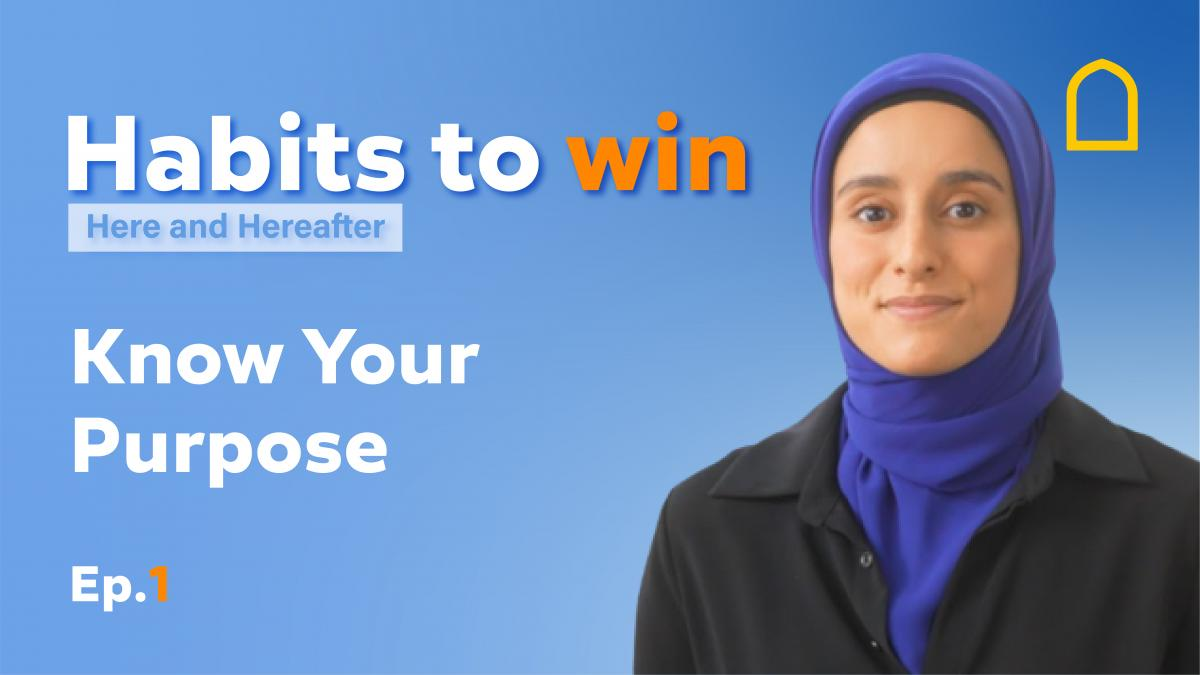 Habits to win
Here and Hereafter
Know Your
Purpose
Ep.1